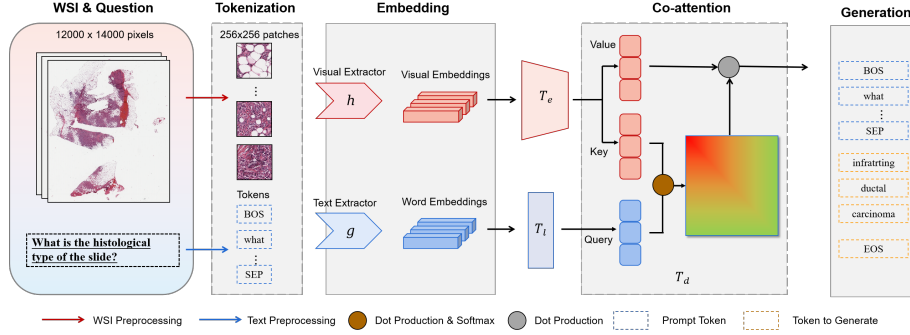 WSI & Question
Tokenization
Embedding
Co-attention
Generation
12000 x 14000 pixels
256x256 patches
Visual Extractor
h
Visual Embeddings
T_e
Value
Key
Query
T_d
Tokens
BOS
what
⋮
SEP
Text Extractor
g
Word Embeddings
T_l
What is the histological
type of the slide?
BOS
what
⋮
SEP
infratrting
ductal
carcinoma
EOS
WSI Preprocessing
Text Preprocessing
Dot Production & Softmax
Dot Production
Prompt Token
Token to Generate